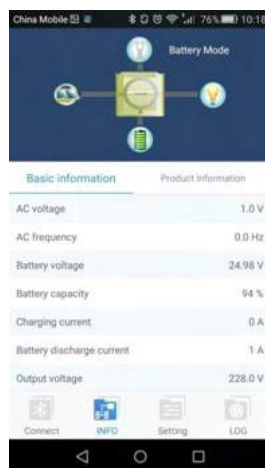 China Mobile 76% 10:18
Battery Mode
Basic information Product Information
AC voltage 1.0 V
AC frequency 0.0 Hz
Battery voltage 24.98 V
Battery capacity 94 %
Charging current 0 A
Battery discharge current 1 A
Output voltage 228.0 V
Connect INFO Setting LOG